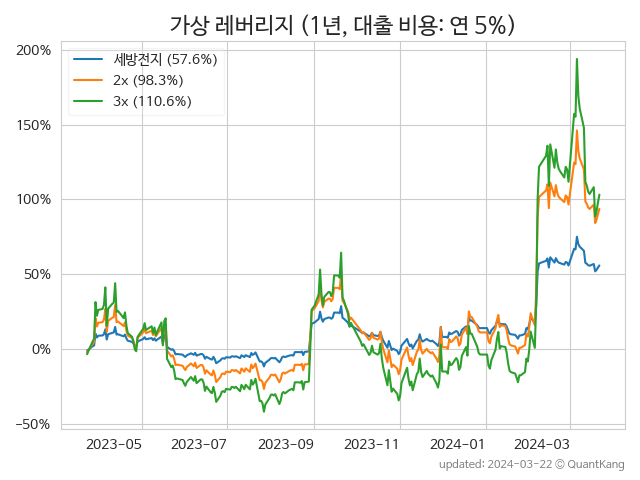 가상 레버리지 (1년, 대출 비용: 연 5%)
200%
150%
100%
50%
0%
−50%
세방전지 (57.6%)
2x (98.3%)
3x (110.6%)
2023-05 2023-07 2023-09 2023-11 2024-01 2024-03
updated: 2024-03-22 © QuantKang